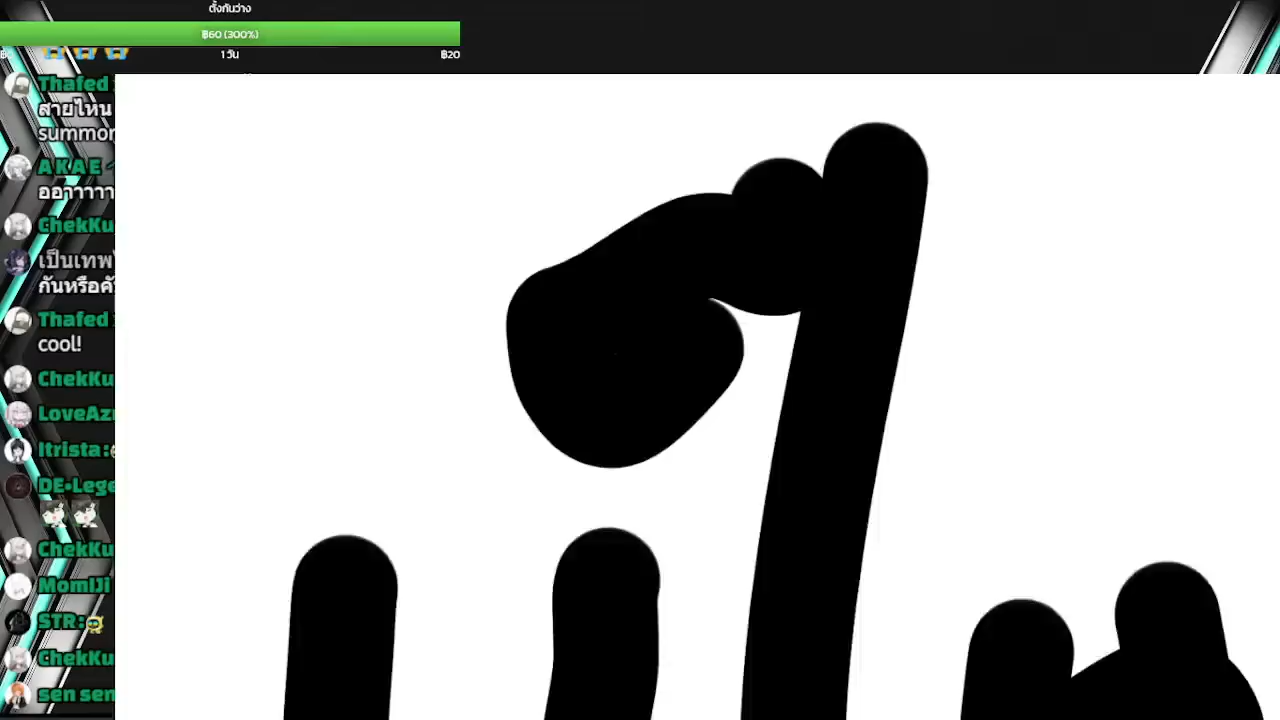 ตั้งกันว่าง
฿60 (300%)
1 วัน
฿20
Thafed
สายไหน
summon
AKAE
ออาาาาา
ChekKu
เป็นเทพ
กันหรือ
Thafed
cool!
ChekKu
LoveAz
Itrista:
DE•Lege
ChekKu
MomIJi
STR:
ChekKu
sen sen